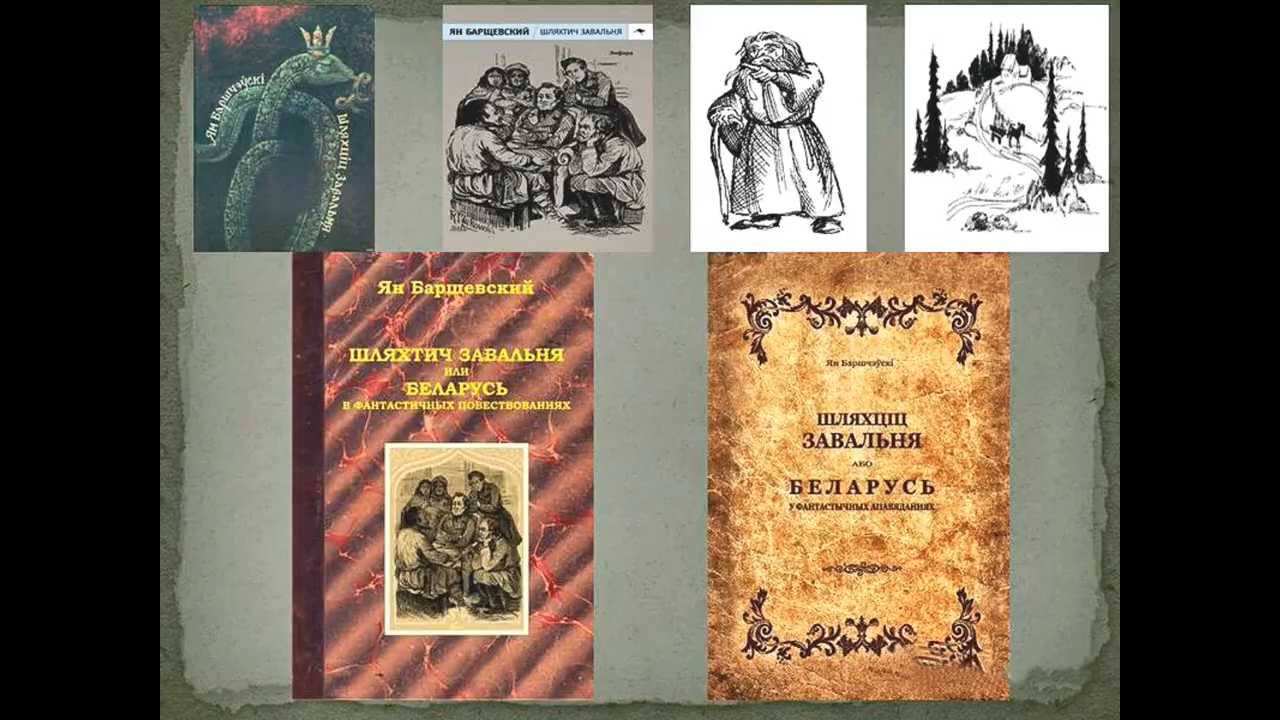 Ян Баршчэўскі
Шляхціц Завальня
ЯН БАРЩЕВСКИЙ / ШЛЯХТИЧ ЗАВАЛЬНЯ
Ян Барщевский
ШЛЯХТИЧ ЗАВАЛЬНЯ
ИЛИ
БЕЛАРУСЬ
В ФАНТАСТИЧНЫХ ПОВЕСТВОВАНИЯХ
Ян Баршчэўскі
ШЛЯХЦІЦ
ЗАВАЛЬНЯ
АБО
БЕЛАРУСЬ
У ФАНТАСТЫЧНЫХ АПАВЯДАННЯХ